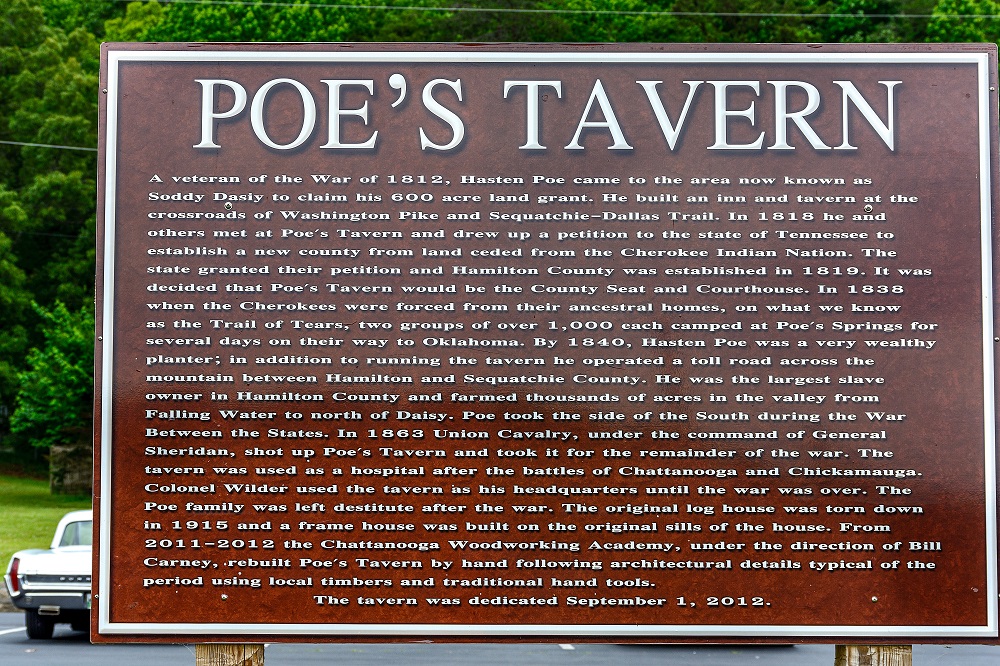 POE'S TAVERN
A veteran of the War of 1812, Hasten Poe came to the area now known as
Soddy Dasiy to claim his 600 acre land grant. He built an inn and tavern at the
crossroads of Washington Pike and Sequatchie-Dallas Trail. In 1818 he and
others met at Poe's Tavern and drew up a petition to the state of Tennessee to
establish a new county from land ceded from the Cherokee Indian Nation. The
state granted their petition and Hamilton County was established in 1819. It was
decided that Poe's Tavern would be the County Seat and Courthouse. In 1838
when the Cherokees were forced from their ancestral homes, on what we know
as the Trail of Tears, two groups of over 1,000 each camped at Poe's Springs for
several days on their way to Oklahoma. By 1840, Hasten Poe was a very wealthy
planter; in addition to running the tavern he operated a toll road across the
mountain between Hamilton and Sequatchie County. He was the largest slave
owner in Hamilton County and farmed thousands of acres in the valley from
Falling Water to north of Daisy. Poe took the side of the South during the War
Between the States. In 1863 Union Cavalry, under the command of General
Sheridan, shot up Poe's Tavern and took it for the remainder of the war. The
tavern was used as a hospital after the battles of Chattanooga and Chickamauga.
Colonel Wilder used the tavern as his headquarters until the war was over. The
Poe family was left destitute after the war. The original log house was torn down
in 1915 and a frame house was built on the original sills of the house. From
2011-2012 the Chattanooga Woodworking Academy, under the direction of Bill
Carney, rebuilt Poe's Tavern by hand following architectural details typical of the
period using local timbers and traditional hand tools.
The tavern was dedicated September 1, 2012.